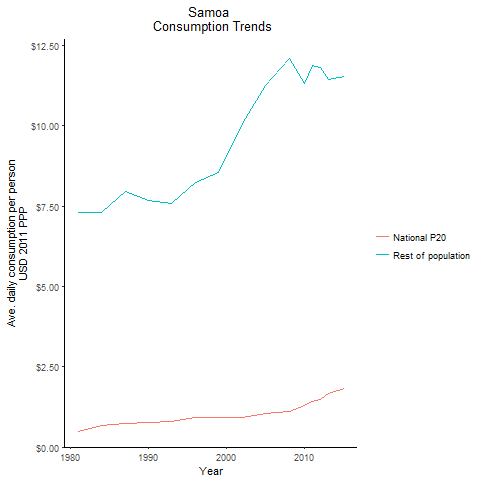 Samoa
Consumption Trends
Ave. daily consumption per person
USD 2011 PPP
$12.50
$10.00
$7.50
$5.00
$2.50
$0.00
1980 1990 2000 2010
Year
National P20
Rest of population